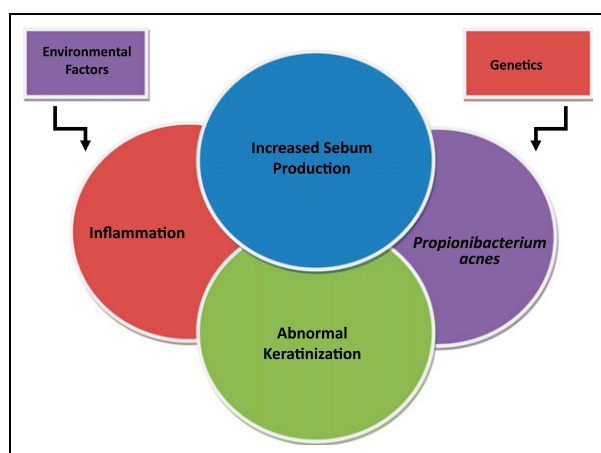 Environmental
Factors
Genetics
Increased Sebum
Production
Inflammation
Propionibacterium
acnes
Abnormal
Keratinization